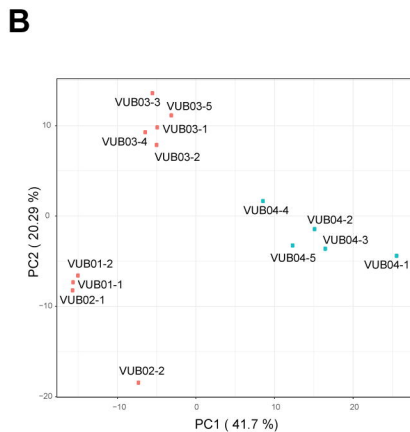 B
VUB03-3
VUB03-5
VUB03-1
VUB03-4
VUB03-2
VUB04-4
VUB04-2
VUB04-3
VUB04-5
VUB04-1
VUB01-2
VUB01-1
VUB02-1
VUB02-2
10
0
−10
−20
PC2 ( 20.29 %)
−10
0
10
20
PC1 ( 41.7 %)